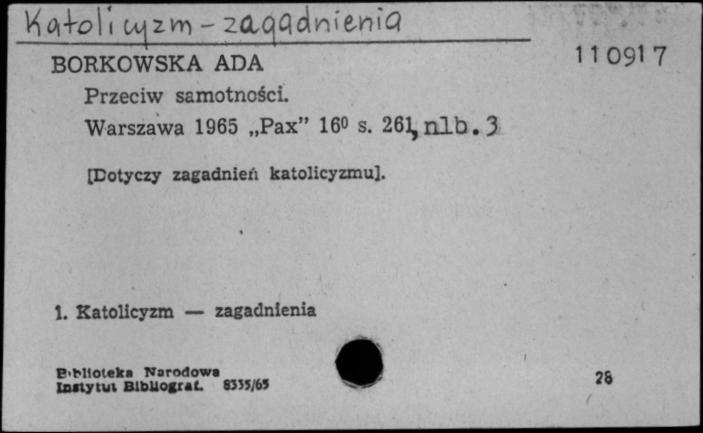 Katolicyzm - zagadnienia
110917
BORKOWSKA ADA
Przeciw samotności.
Warszawa 1965 „Pax” 16⁰ s. 261, nlb. 3
[Dotyczy zagadnień katolicyzmu].
1. Katolicyzm — zagadnienia
Biblioteka Narodowa
Instytut Bibliograf. 8335/65
28